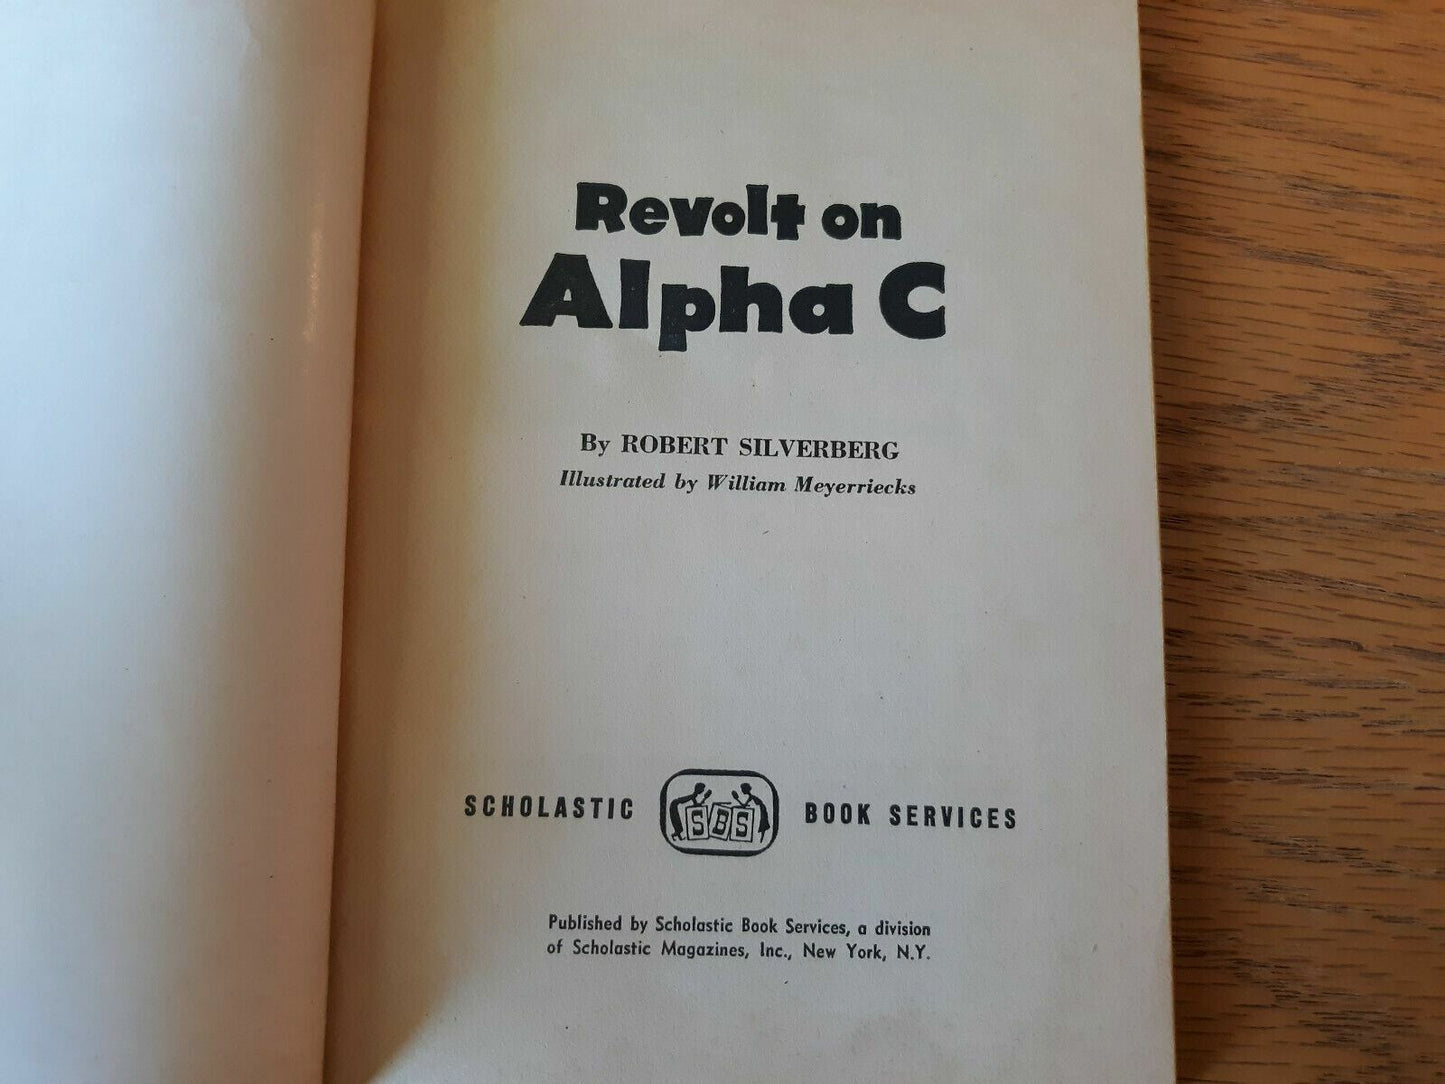 Revolt on
Alpha C
By ROBERT SILVERBERG
Illustrated by William Meyerriecks
SCHOLASTIC SBS BOOK SERVICES
Published by Scholastic Book Services, a division
of Scholastic Magazines, Inc., New York, N.Y.